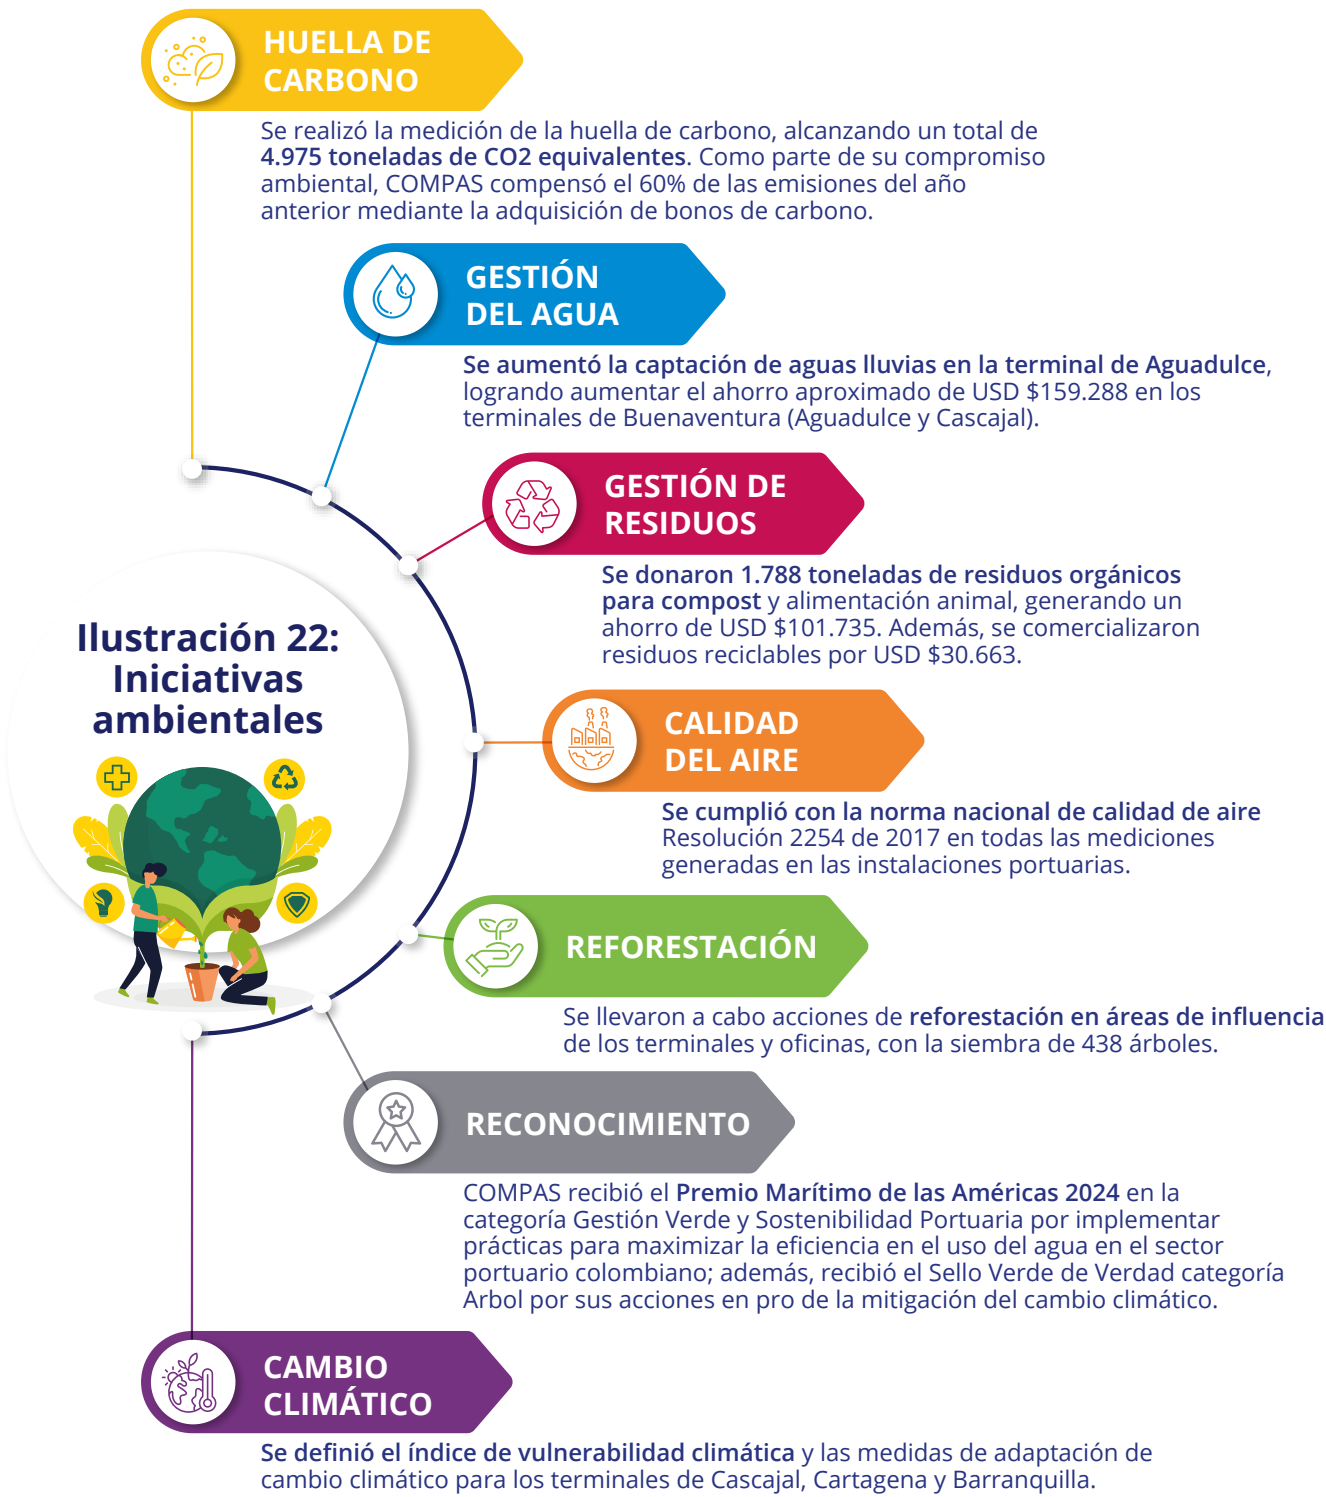 HUELLA DE
CARBONO
Se realizó la medición de la huella de carbono, alcanzando un total de
4.975 toneladas de CO2 equivalentes. Como parte de su compromiso
ambiental, COMPAS compensó el 60% de las emisiones del año
anterior mediante la adquisición de bonos de carbono.
GESTIÓN
DEL AGUA
Se aumentó la captación de aguas lluvias en la terminal de Aguadulce,
logrando aumentar el ahorro aproximado de USD $159.288 en los
terminales de Buenaventura (Aguadulce y Cascajal).
GESTIÓN DE
RESIDUOS
Se donaron 1.788 toneladas de residuos orgánicos
para compost y alimentación animal, generando un
ahorro de USD $101.735. Además, se comercializaron
residuos reciclables por USD $30.663.
Ilustración 22:
Iniciativas
ambientales
CALIDAD
DEL AIRE
Se cumplió con la norma nacional de calidad de aire
Resolución 2254 de 2017 en todas las mediciones
generadas en las instalaciones portuarias.
REFORESTACIÓN
Se llevaron a cabo acciones de reforestación en áreas de influencia
de los terminales y oficinas, con la siembra de 438 árboles.
RECONOCIMIENTO
COMPAS recibió el Premio Marítimo de las Américas 2024 en la
categoría Gestión Verde y Sostenibilidad Portuaria por implementar
prácticas para maximizar la eficiencia en el uso del agua en el sector
portuario colombiano; además, recibió el Sello Verde de Verdad categoría
Arbol por sus acciones en pro de la mitigación del cambio climático.
CAMBIO
CLIMÁTICO
Se definió el índice de vulnerabilidad climática y las medidas de adaptación de
cambio climático para los terminales de Cascajal, Cartagena y Barranquilla.